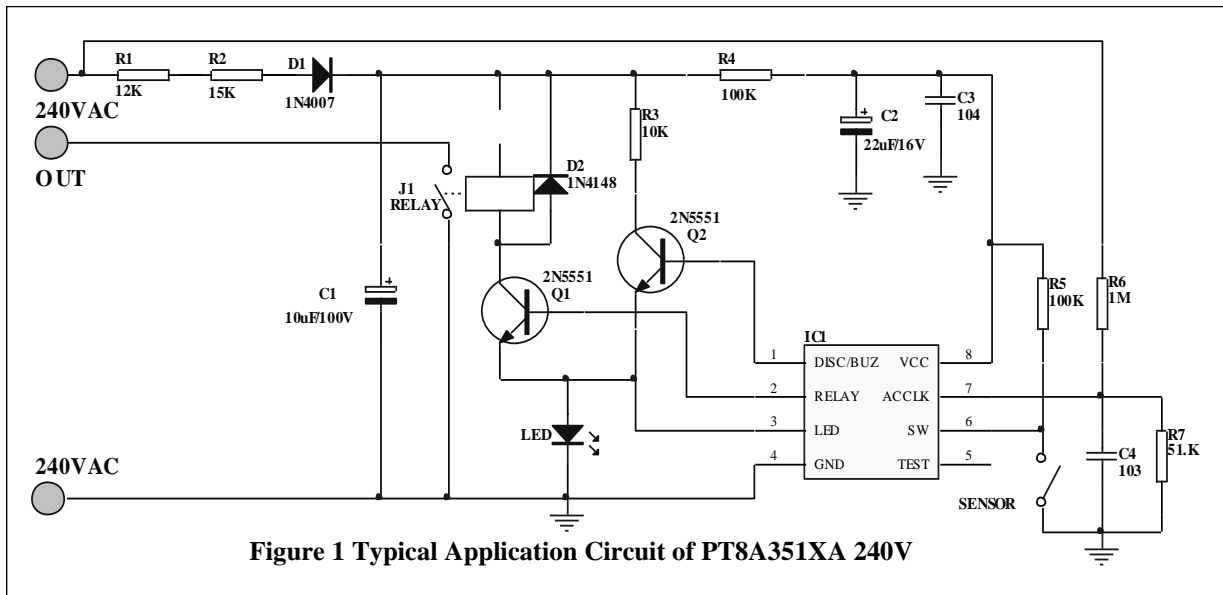 R1
12K
R2
15K
D1
1N4007
R4
100K
240VAC
OUT
R3
10K
C2
22uF/16V
C3
104
D2
1N4148
J1
RELAY
2N5551
Q2
2N5551
Q1
C1
10uF/100V
R5
100K
R6
1M
IC1
1 DISC/BUZ VCC 8
2 RELAY ACCLK 7
3 LED SW 6
4 GND TEST 5
LED
R7
51.K
C4
103
SENSOR
240VAC
Figure 1 Typical Application Circuit of PT8A351XA 240V